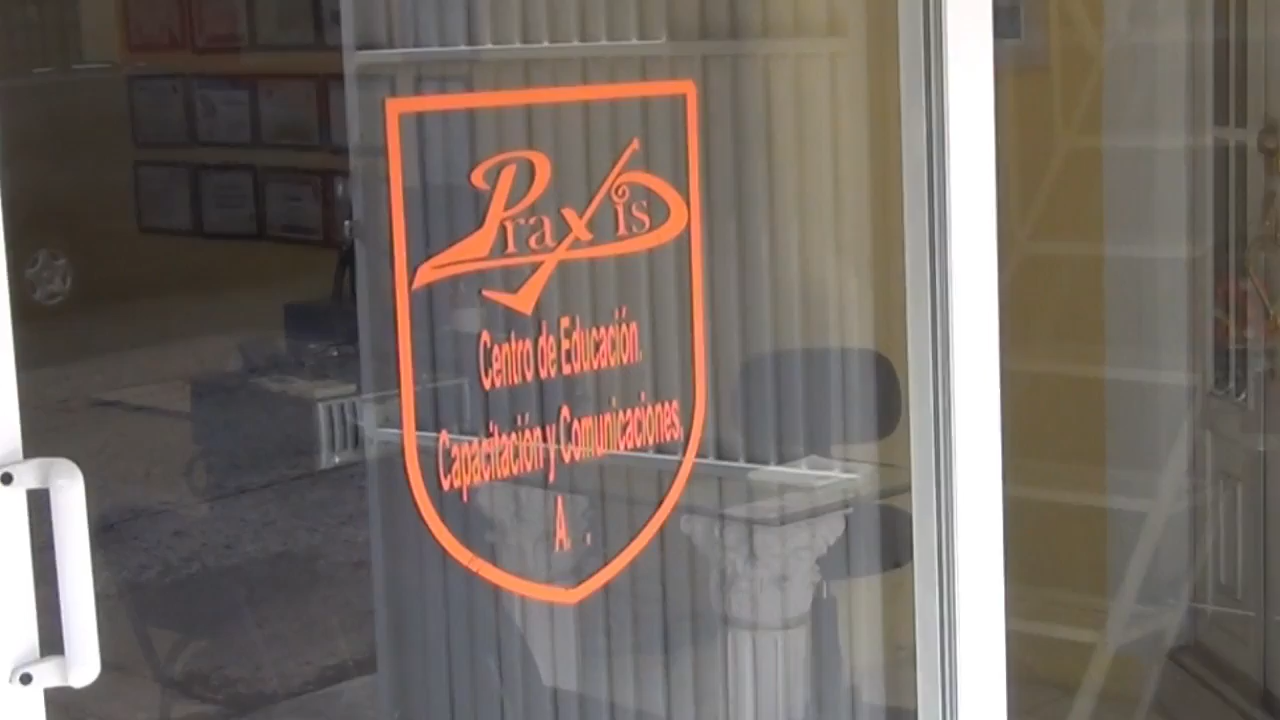 Praxis
Centro de Educación.
Capacitación y Comunicaciones,
A. .